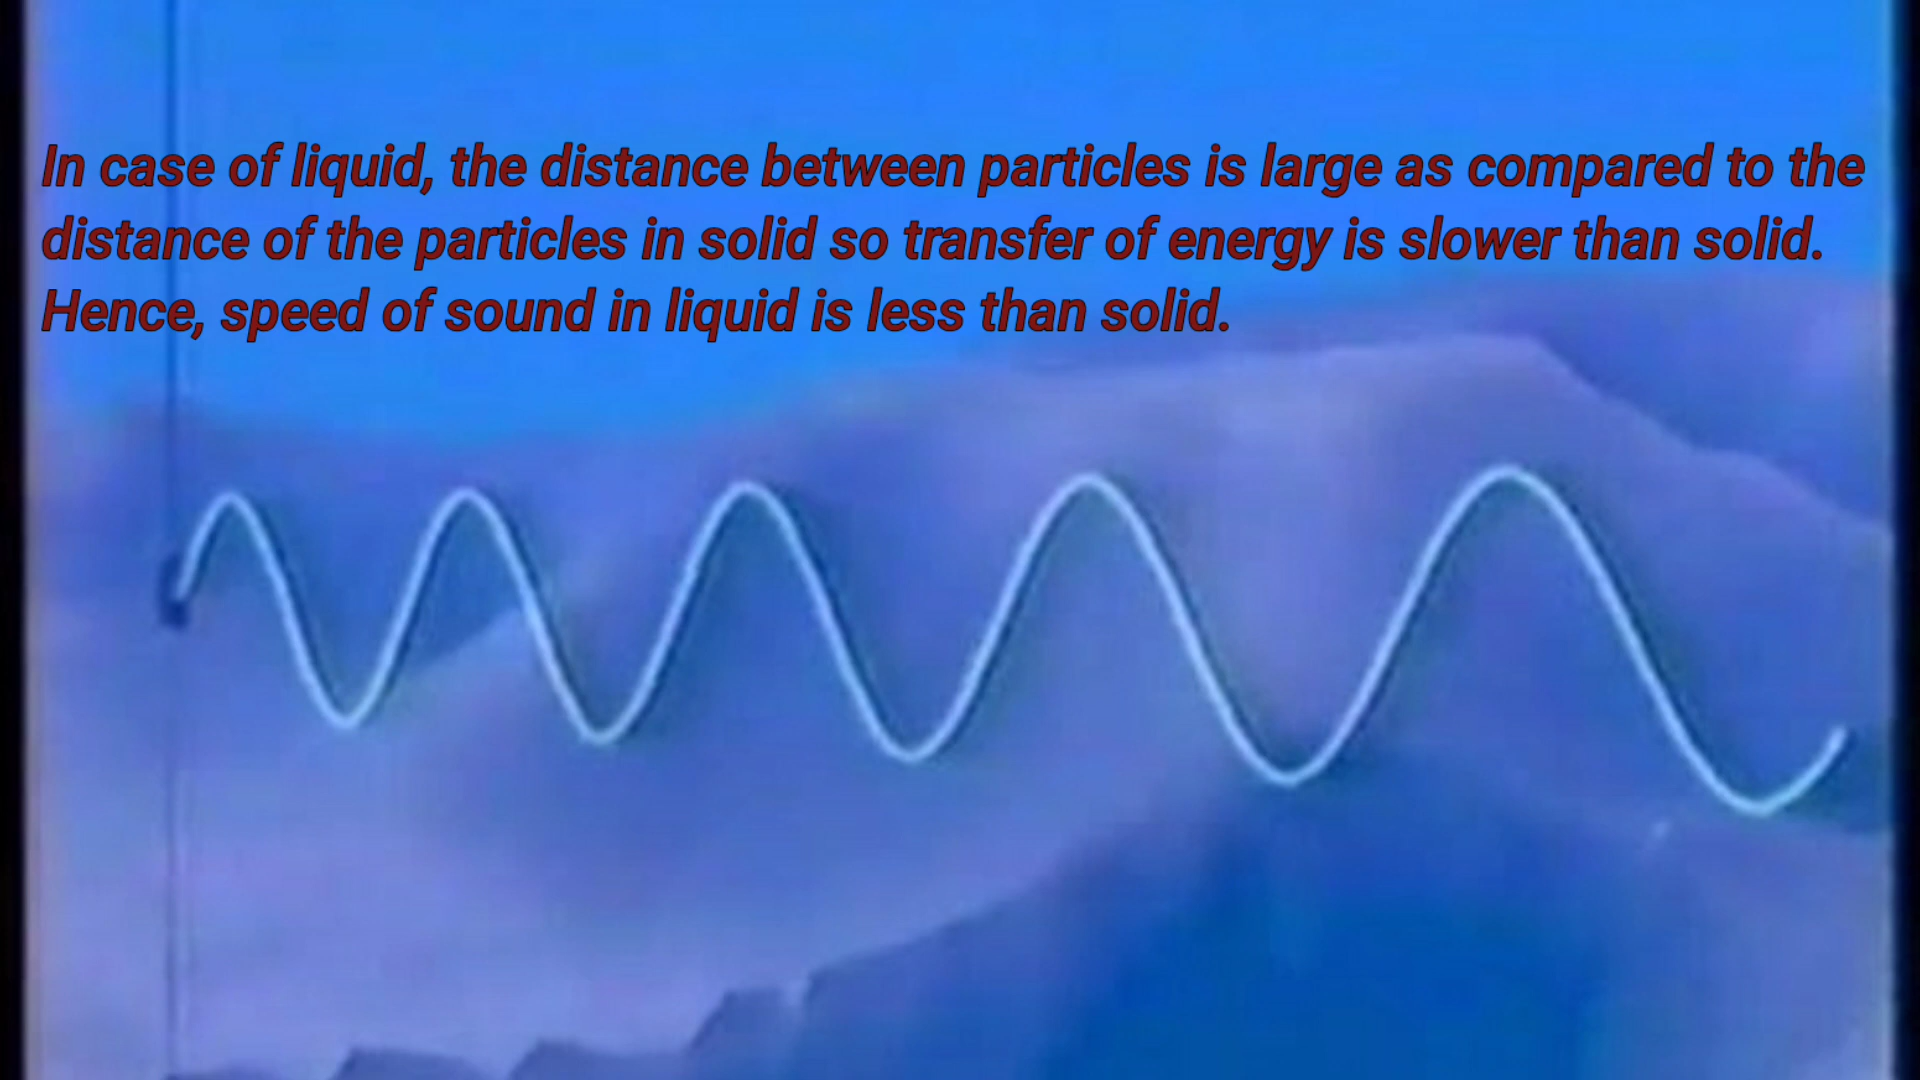 In case of liquid, the distance between particles is large as compared to the
distance of the particles in solid so transfer of energy is slower than solid.
Hence, speed of sound in liquid is less than solid.